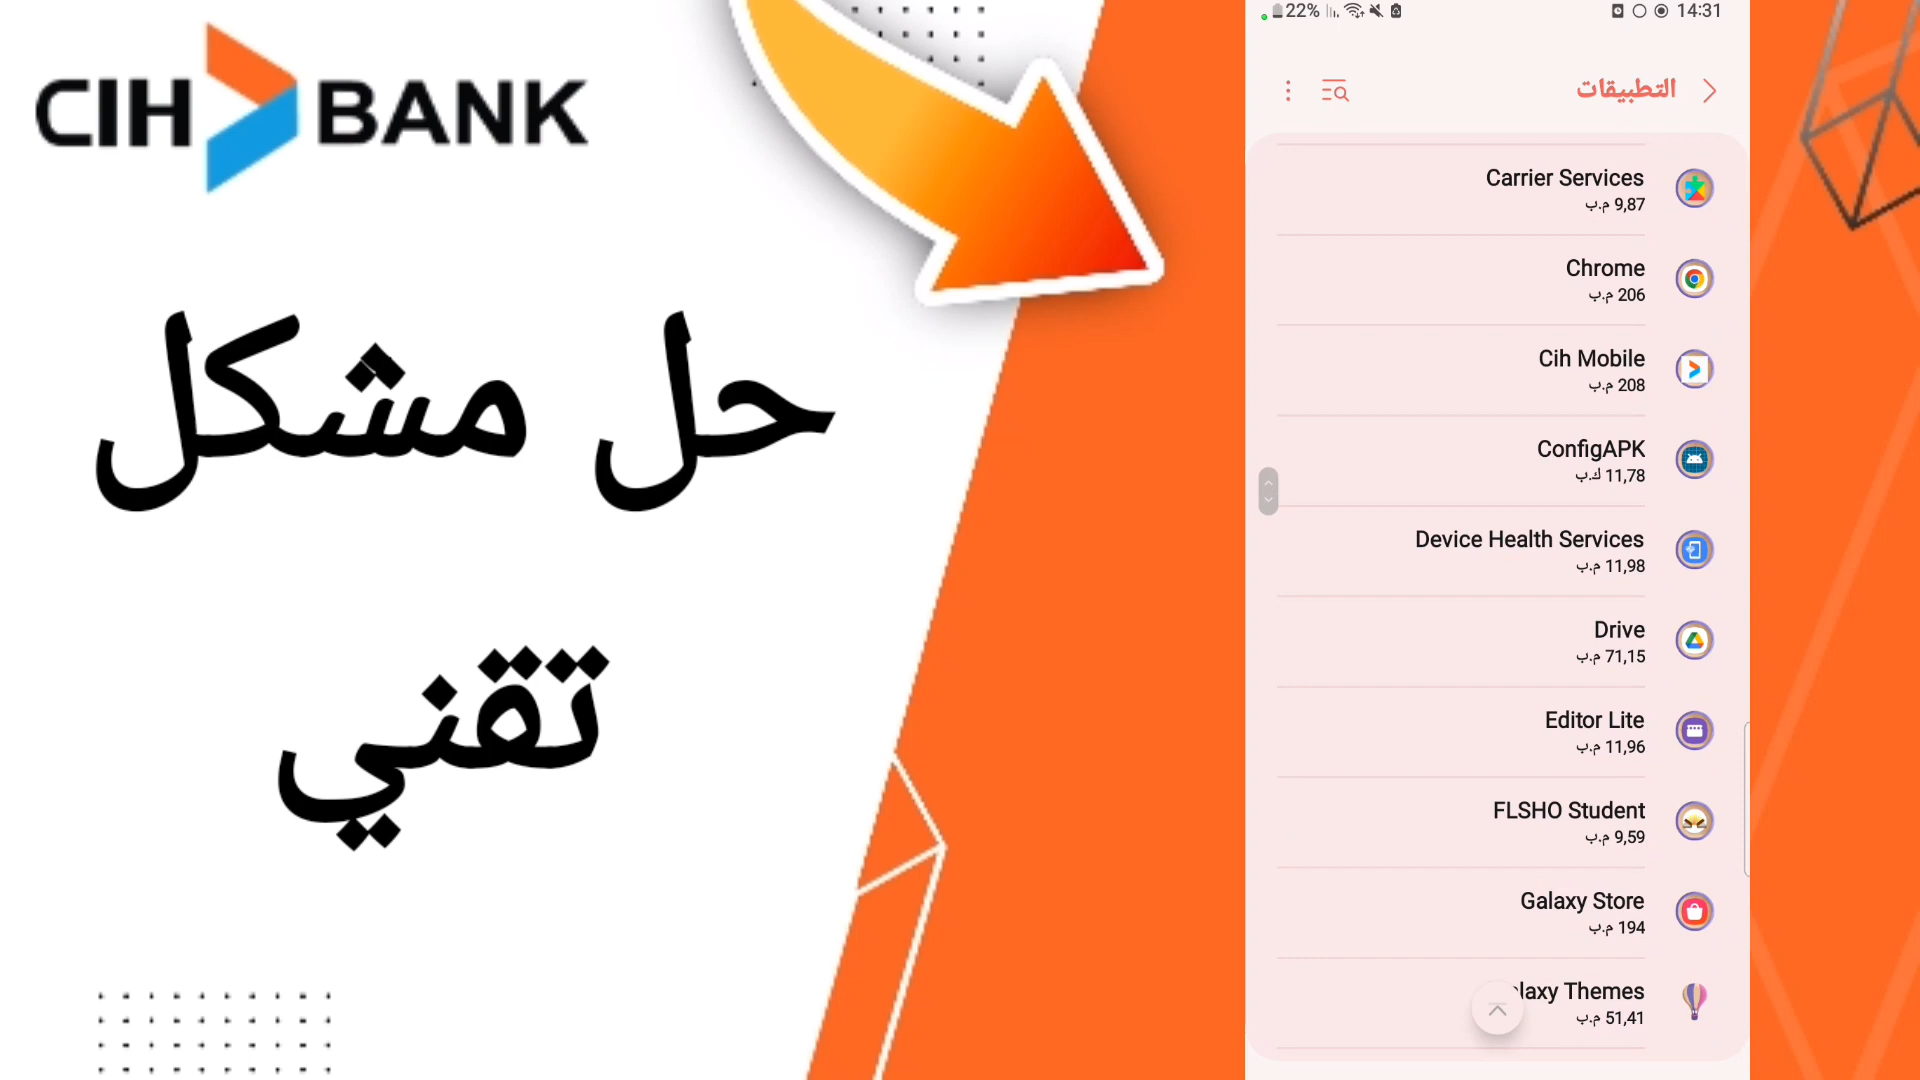 CIH BANK
حل مشكل
تقني
22% 14:31
التطبيقات
Carrier Services
9,87 م.ب
Chrome
206 م.ب
Cih Mobile
208 م.ب
ConfigAPK
11,78 ك.ب
Device Health Services
11,98 م.ب
Drive
71,15 م.ب
Editor Lite
11,96 م.ب
FLSHO Student
9,59 م.ب
Galaxy Store
194 م.ب
laxy Themes
51,41 م.ب